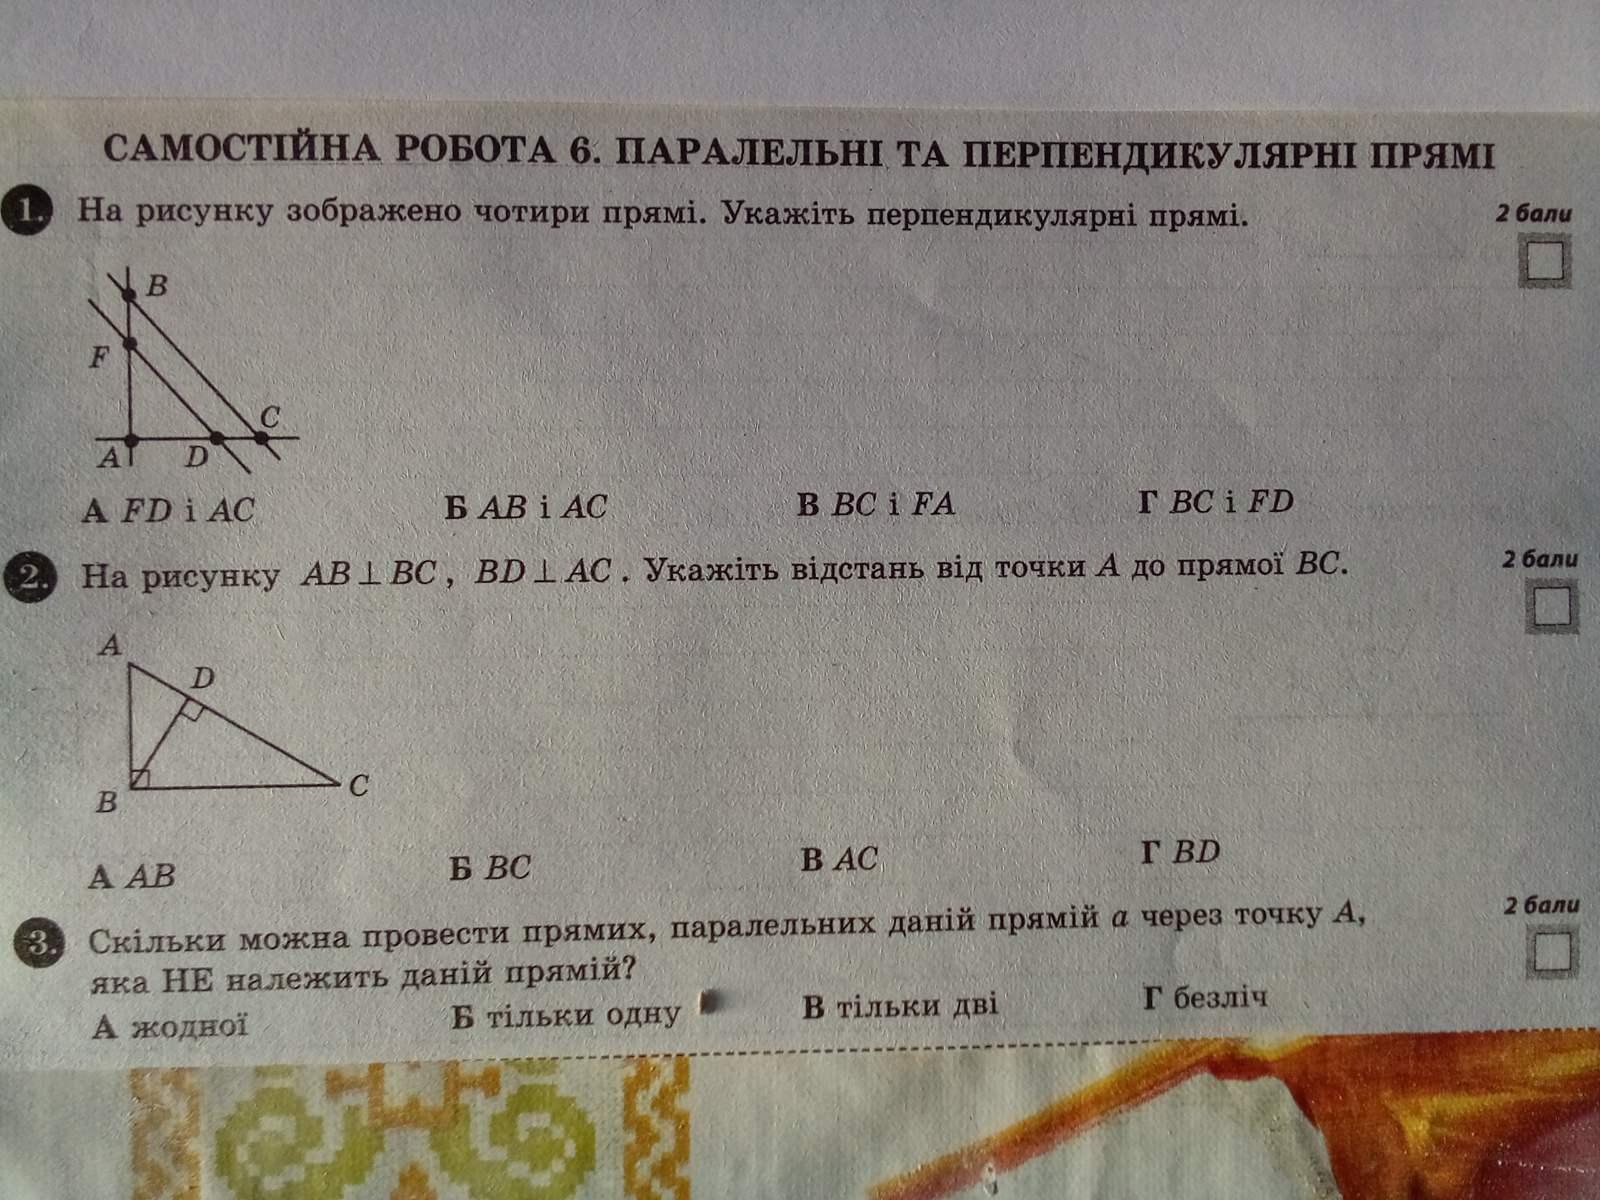 САМОСТІЙНА РОБОТА 6. ПАРАЛЕЛЬНІ ТА ПЕРПЕНДИКУЛЯРНІ ПРЯМІ
1. На рисунку зображено чотири прямі. Укажіть перпендикулярні прямі.
2 бали
B
F
C
A
D
А FD і AC
Б AB і AC
В BC і FA
Г BC і FD
2. На рисунку AB ⊥ BC, BD ⊥ AC. Укажіть відстань від точки A до прямої BC.
2 бали
A
D
B
C
А AB
Б BC
В AC
Г BD
3. Скільки можна провести прямих, паралельних даній прямій a через точку A,
яка НЕ належить даній прямій?
2 бали
А жодної
Б тільки одну
В тільки дві
Г безліч